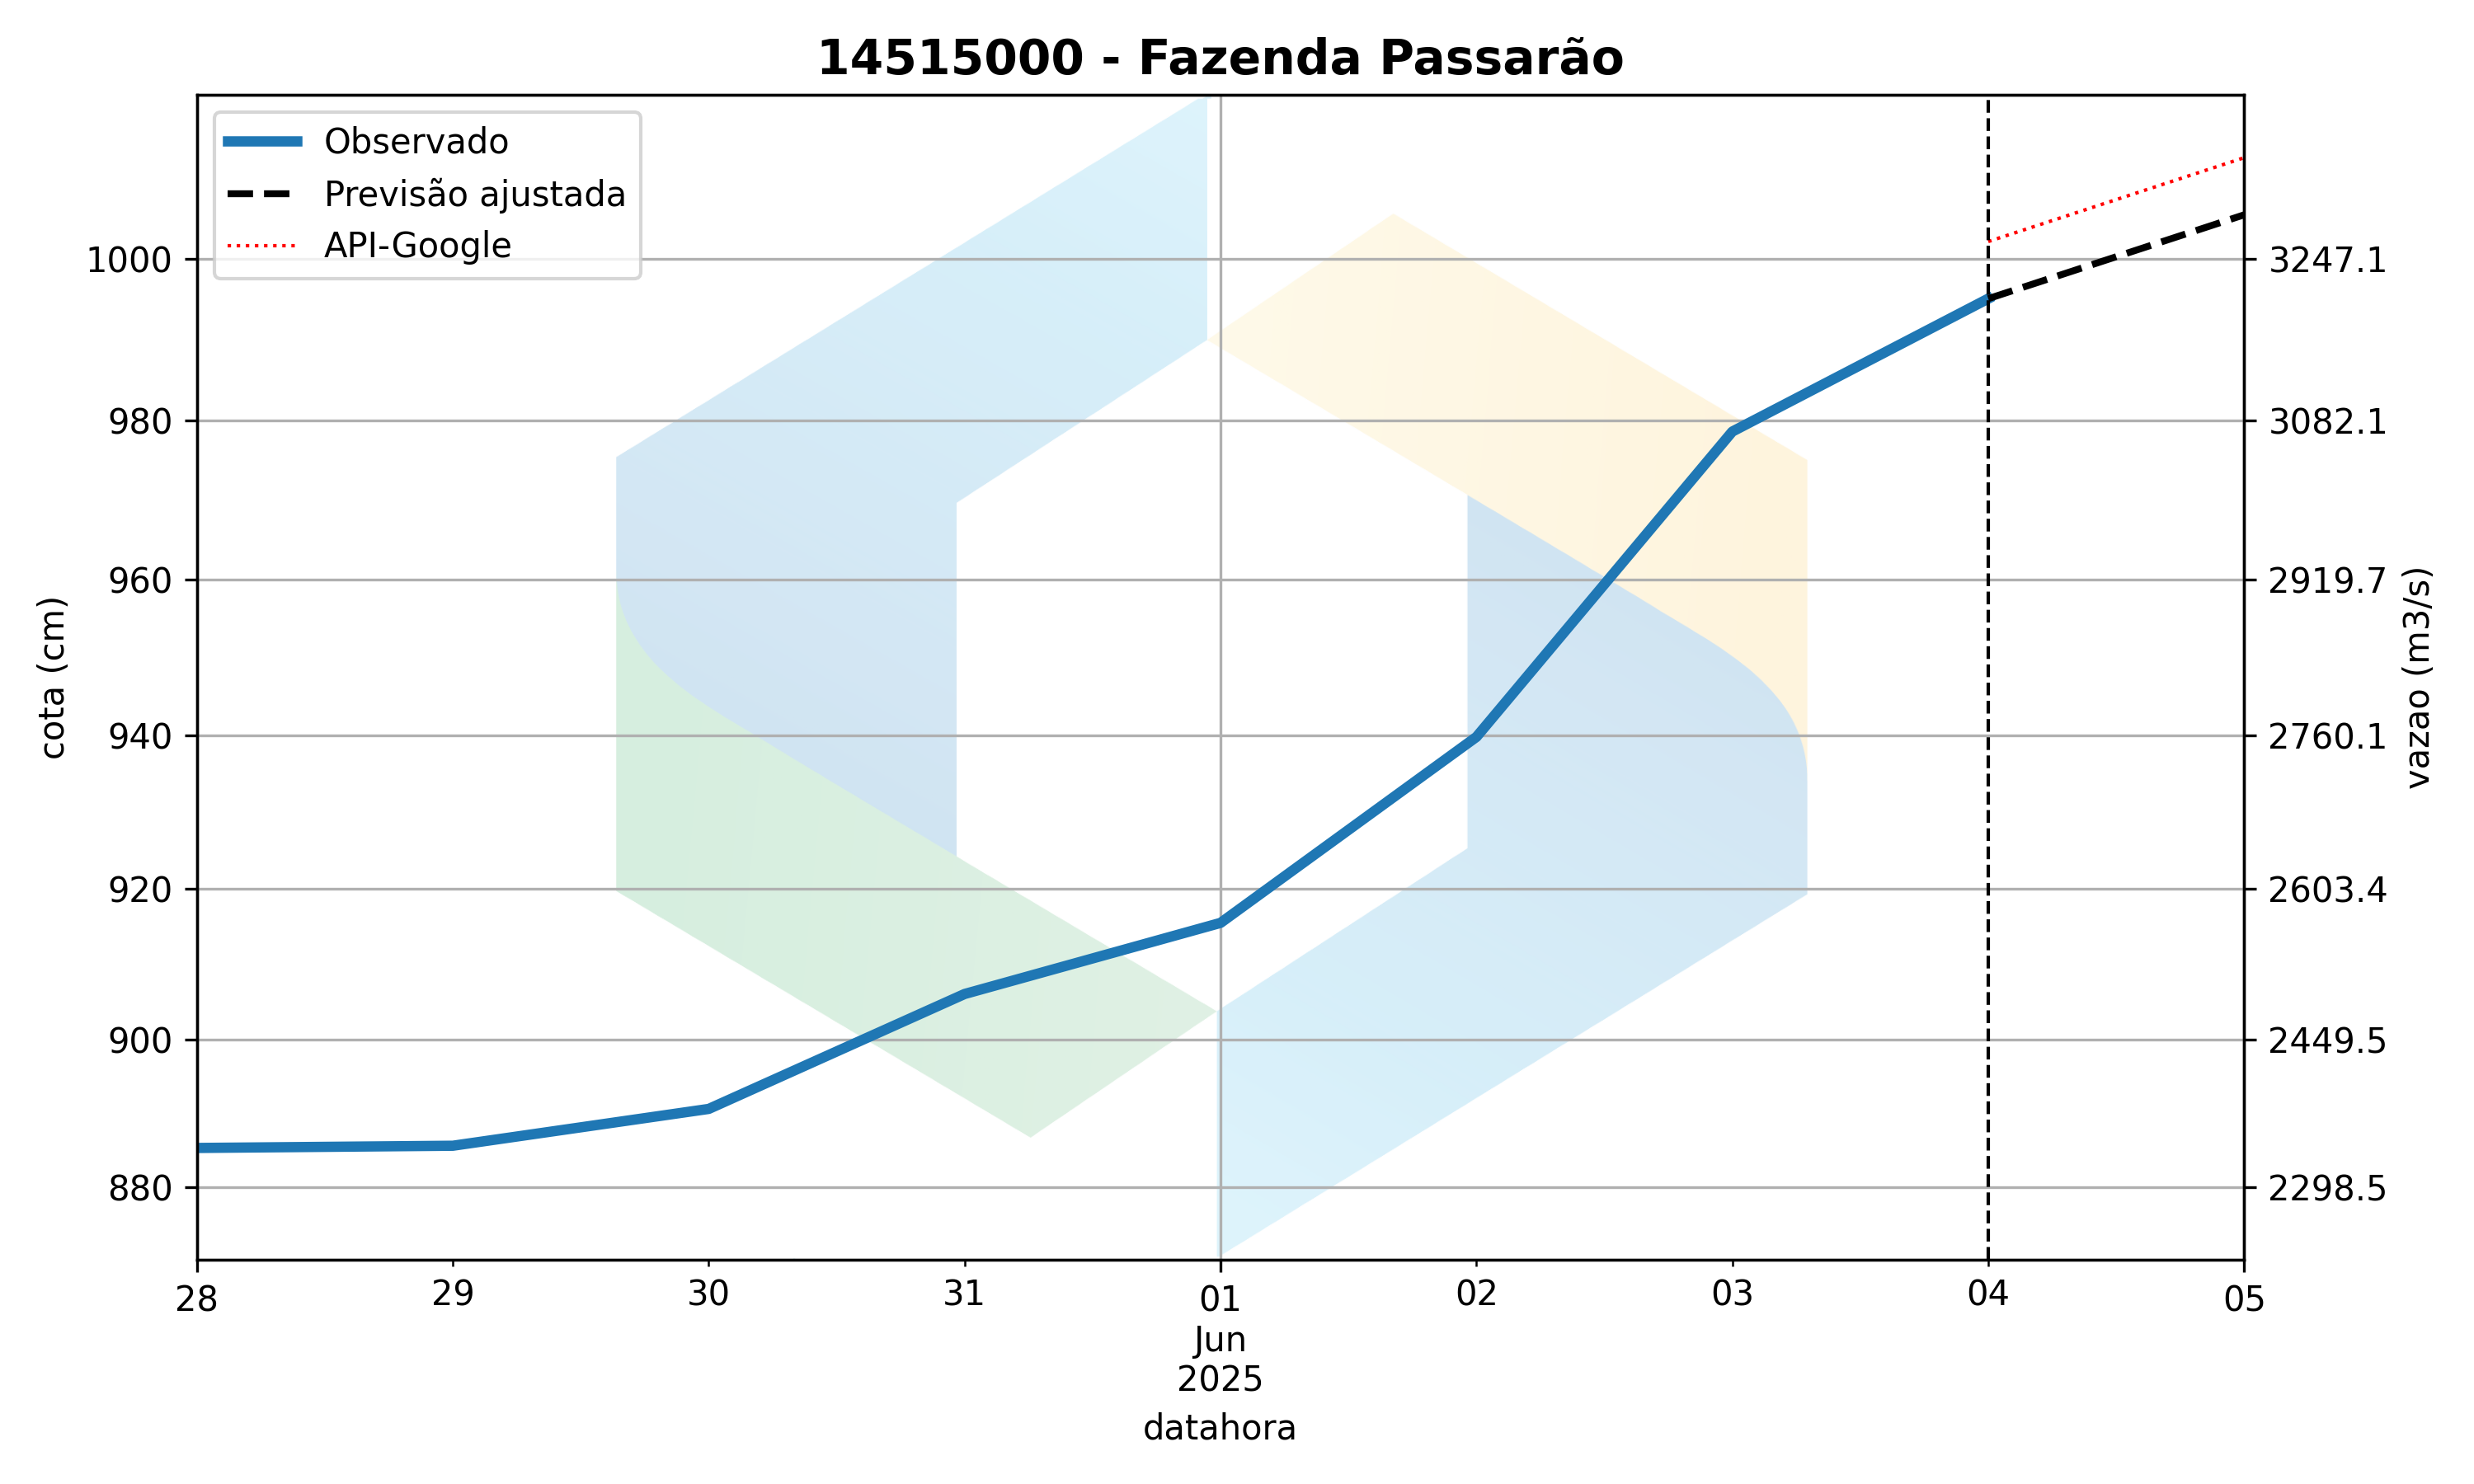 14515000 - Fazenda Passarão
Observado
Previsão ajustada
API-Google
1000
980
960
940
920
900
880
cota (cm)
3247.1
3082.1
2919.7
2760.1
2603.4
2449.5
2298.5
vazao (m3/s)
28 29 30 31 01 02 03 04 05
Jun
2025
datahora